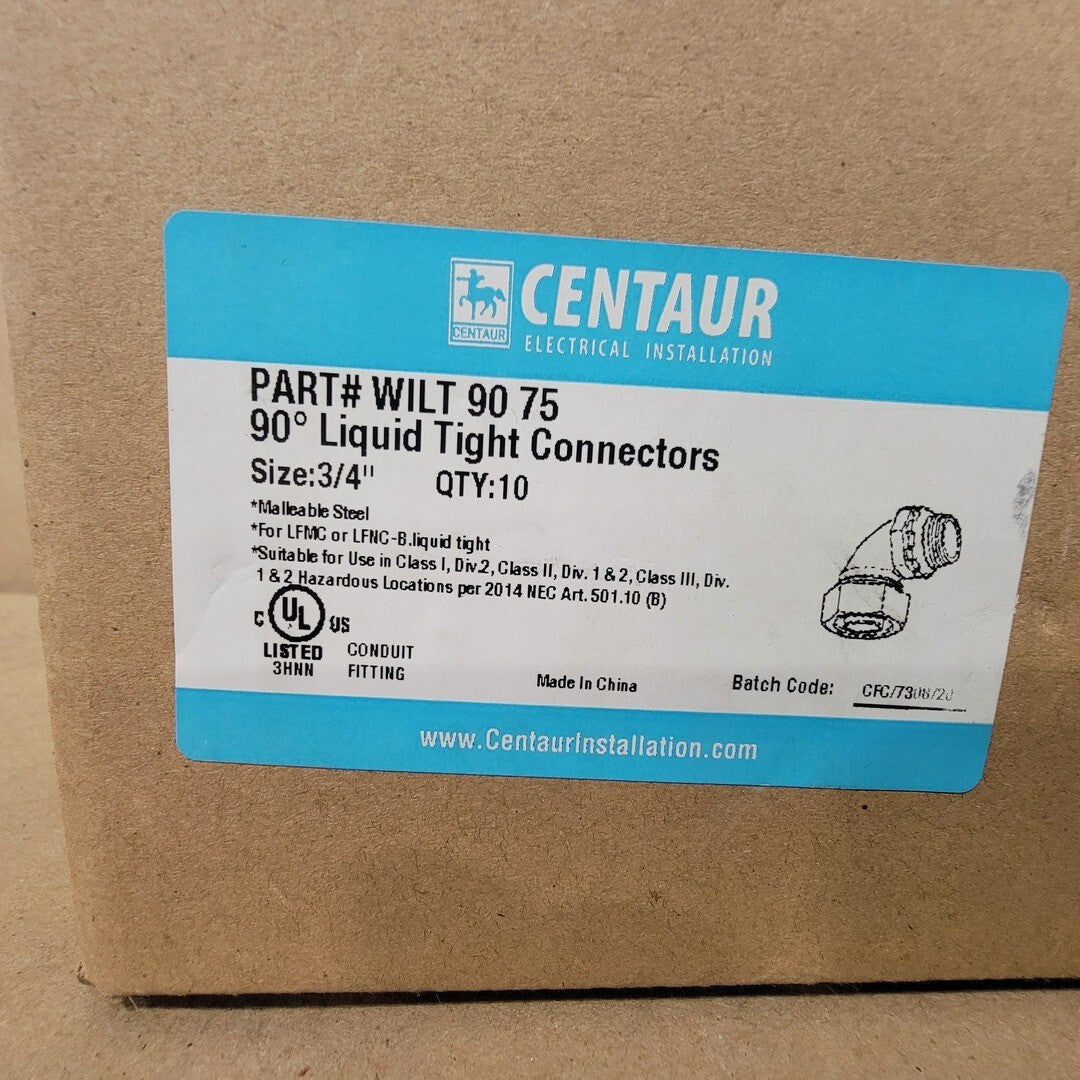 CENTAUR
CENTAUR
ELECTRICAL INSTALLATION
PART# WILT 90 75
90° Liquid Tight Connectors
Size:3/4" QTY:10
*Malleable Steel
*For LFMC or LFNC-B.liquid tight
*Suitable for Use in Class I, Div.2, Class II, Div. 1 & 2, Class III, Div.
1 & 2 Hazardous Locations per 2014 NEC Art. 501.10 (B)
C UL US
LISTED CONDUIT
3HNN FITTING
Made In China
Batch Code: CFC/7308/20
www.CentaurInstallation.com